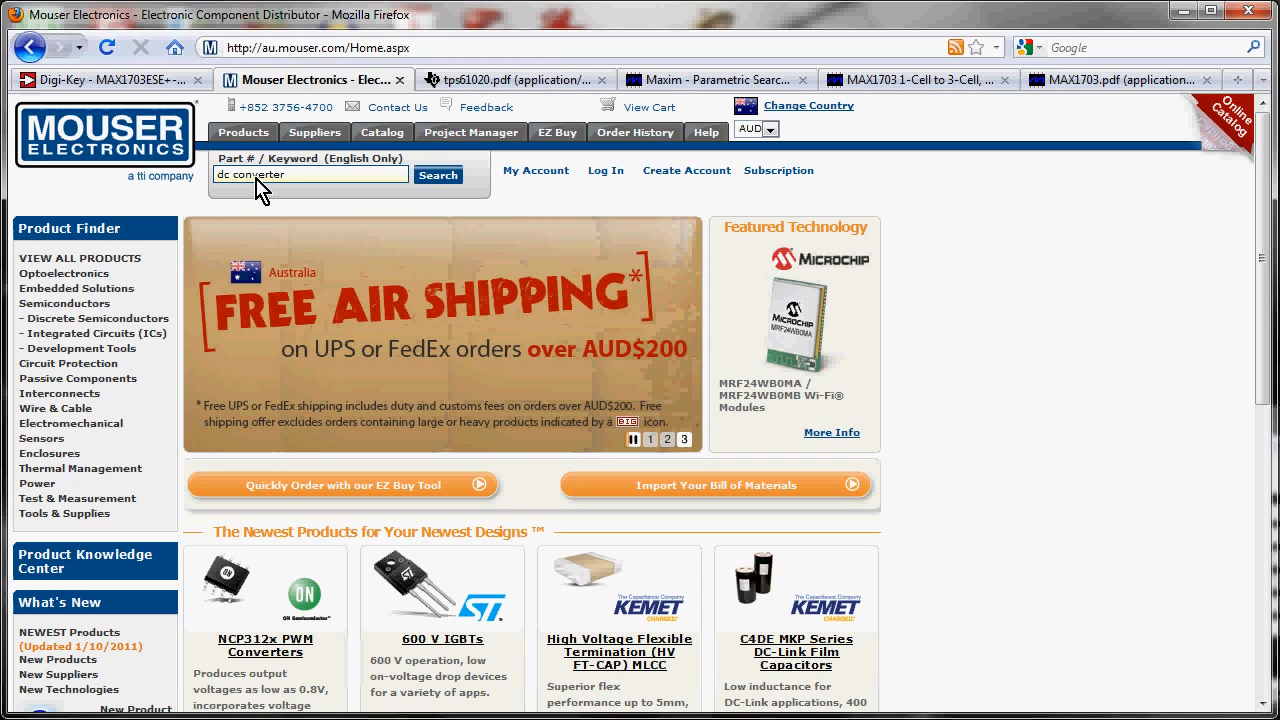 Mouser Electronics - Electronic Component Distributor - Mozilla Firefox
http://au.mouser.com/Home.aspx
Google
Digi-Key - MAX1703ESE+-...
Mouser Electronics - Elec...
tps61020.pdf (application/...
Maxim - Parametric Searc...
MAX1703 1-Cell to 3-Cell, ...
MAX1703.pdf (application...
MOUSER
ELECTRONICS
a tti company
+852 3756-4700
Contact Us
Feedback
View Cart
Change Country
Online Catalog
Products
Suppliers
Catalog
Project Manager
EZ Buy
Order History
Help
AUD
Part # / Keyword (English Only)
dc converter
Search
My Account
Log In
Create Account
Subscription
Product Finder
VIEW ALL PRODUCTS
Optoelectronics
Embedded Solutions
Semiconductors
- Discrete Semiconductors
- Integrated Circuits (ICs)
- Development Tools
Circuit Protection
Passive Components
Interconnects
Wire & Cable
Electromechanical
Sensors
Enclosures
Thermal Management
Power
Test & Measurement
Tools & Supplies
Product Knowledge
Center
What's New
NEWEST Products
(Updated 1/10/2011)
New Products
New Suppliers
New Technologies
New Product
Australia
[FREE AIR SHIPPING*]
on UPS or FedEx orders over AUD$200
* Free UPS or FedEx shipping includes duty and customs fees on orders over AUD$200. Free
shipping offer excludes orders containing large or heavy products indicated by a BIG icon.
1 2 3
Featured Technology
MICROCHIP
MICROCHIP
MRF24WB0MA
MRF24WB0MA /
MRF24WB0MB Wi-Fi®
Modules
More Info
Quickly Order with our EZ Buy Tool
Import Your Bill of Materials
The Newest Products for Your Newest Designs ™
ON
ON
ON Semiconductor
NCP312x PWM
Converters
Produces output
voltages as low as 0.8V,
incorporates voltage
ST
600 V IGBTs
600 V operation, low
on-voltage drop devices
for a variety of apps.
The Capacitance Company
KEMET
CHARGED.
High Voltage Flexible
Termination (HV
FT-CAP) MLCC
Superior flex
performance up to 5mm,
The Capacitance Company
KEMET
CHARGED.
C4DE MKP Series
DC-Link Film
Capacitors
Low inductance for
DC-Link applications, 400